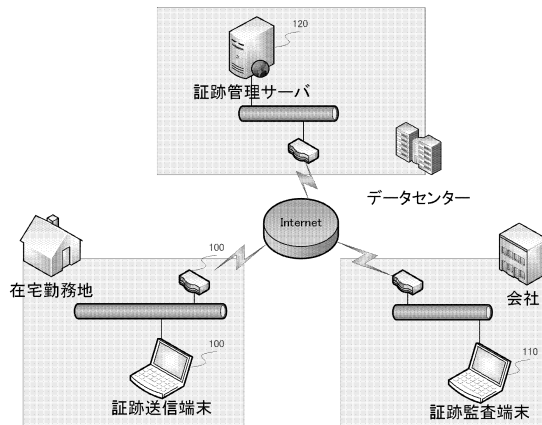 120
証跡管理サーバ
データセンター
Internet
在宅勤務地
100
会社
100
証跡送信端末
110
証跡監査端末